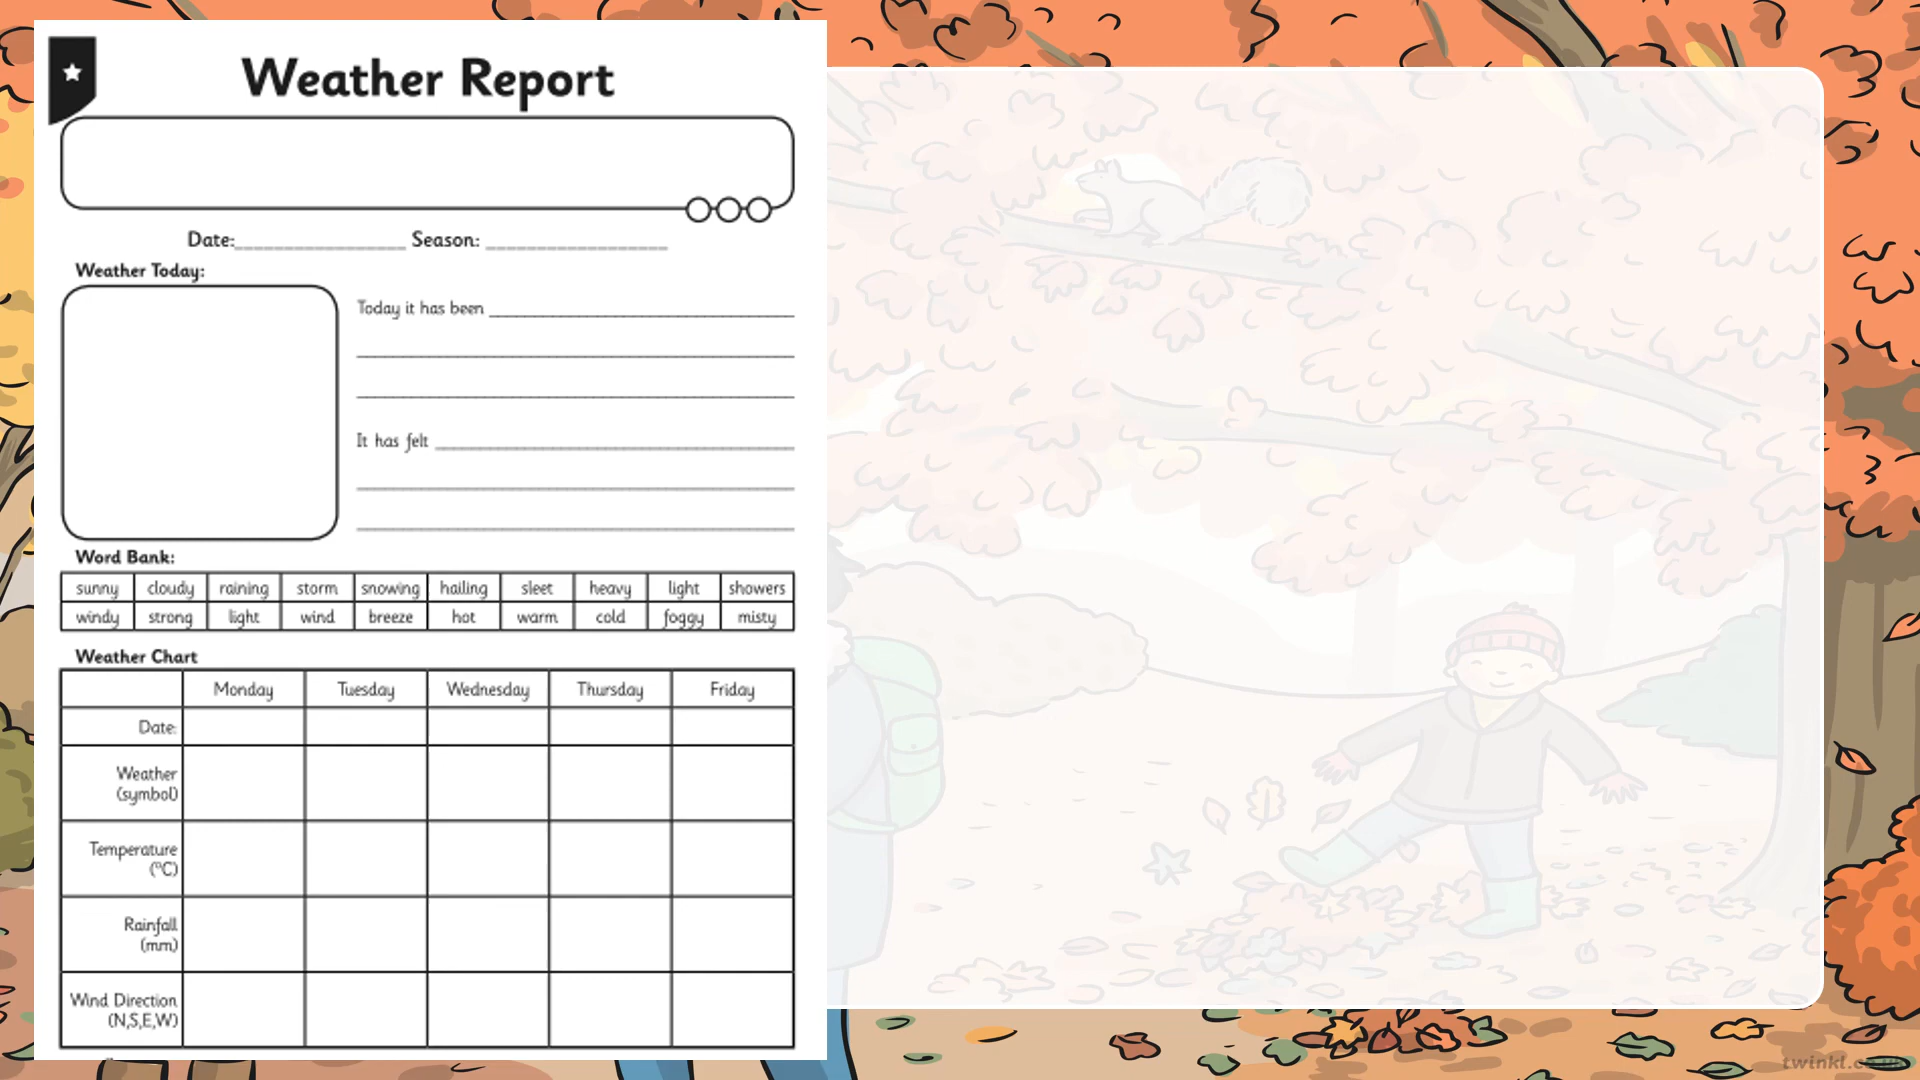 Weather Report
Date:_________________ Season: __________________
Weather Today:
Today it has been
It has felt
Word Bank:
sunny cloudy raining storm snowing hailing sleet heavy light showers
windy strong light wind breeze hot warm cold foggy misty
Weather Chart
Monday Tuesday Wednesday Thursday Friday
Date:
Weather
(symbol)
Temperature
(°C)
Rainfall
(mm)
Wind Direction
(N,S,E,W)